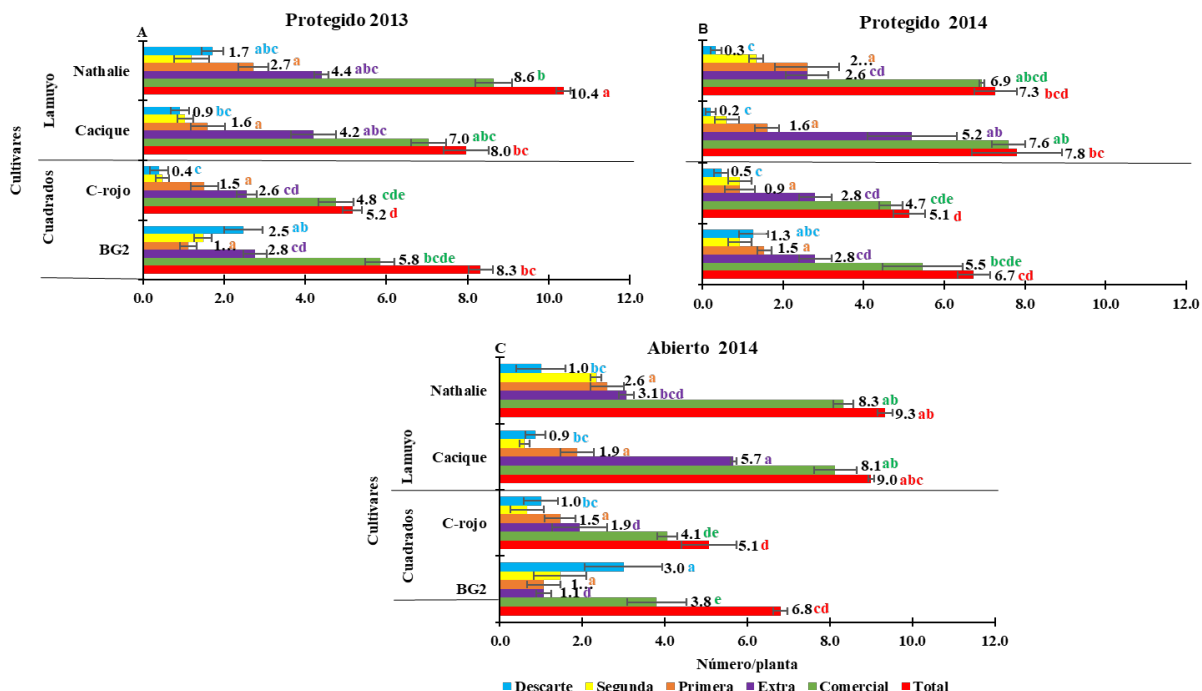 Protegido 2013
A
Cultivares
Lamuyo
Cuadrados
Nathalie
1.7 abc
2.7 a
4.4 abc
8.6 b
10.4 a
Cacique
0.9 bc
1.6 a
4.2 abc
7.0 abc
8.0 bc
C-rojo
0.4 c
1.5 a
2.6 cd
4.8 cde
5.2 d
BG2
2.5 ab
1... a
2.8 cd
5.8 bcde
8.3 bc
0.0 2.0 4.0 6.0 8.0 10.0 12.0
Protegido 2014
B
0.3 c
2... a
2.6 cd
6.9 abcd
7.3 bcd
0.2 c
1.6 a
5.2 ab
7.6 ab
7.8 bc
0.5 c
0.9 a
2.8 cd
4.7 cde
5.1 d
1.3 abc
1.5 a
2.8 cd
5.5 bcde
6.7 cd
0.0 2.0 4.0 6.0 8.0 10.0 12.0
Abierto 2014
C
Cultivares
Lamuyo
Cuadrados
Nathalie
1.0 bc
2.6 a
3.1 bcd
8.3 ab
9.3 ab
Cacique
0.9 bc
1.9 a
5.7 a
8.1 ab
9.0 abc
C-rojo
1.0 bc
1.5 a
1.9 d
4.1 de
5.1 d
BG2
3.0 a
1... a
1.1 d
3.8 e
6.8 cd
0.0 2.0 4.0 6.0 8.0 10.0 12.0
Número/planta
Descarte Segunda Primera Extra Comercial Total